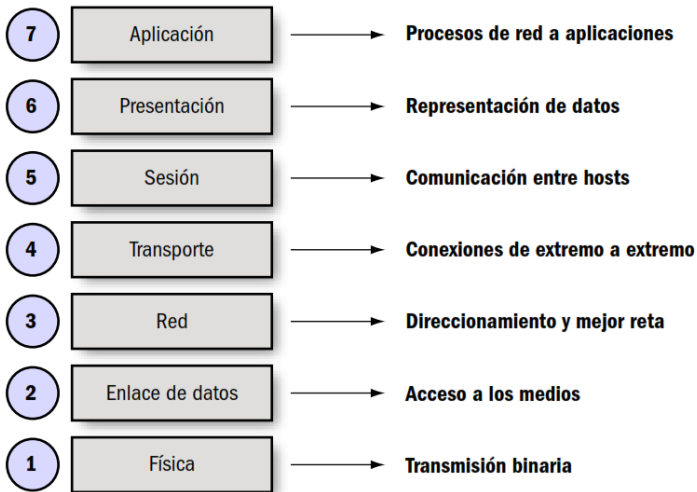 7 Aplicación Procesos de red a aplicaciones
6 Presentación Representación de datos
5 Sesión Comunicación entre hosts
4 Transporte Conexiones de extremo a extremo
3 Red Direccionamiento y mejor reta
2 Enlace de datos Acceso a los medios
1 Física Transmisión binaria